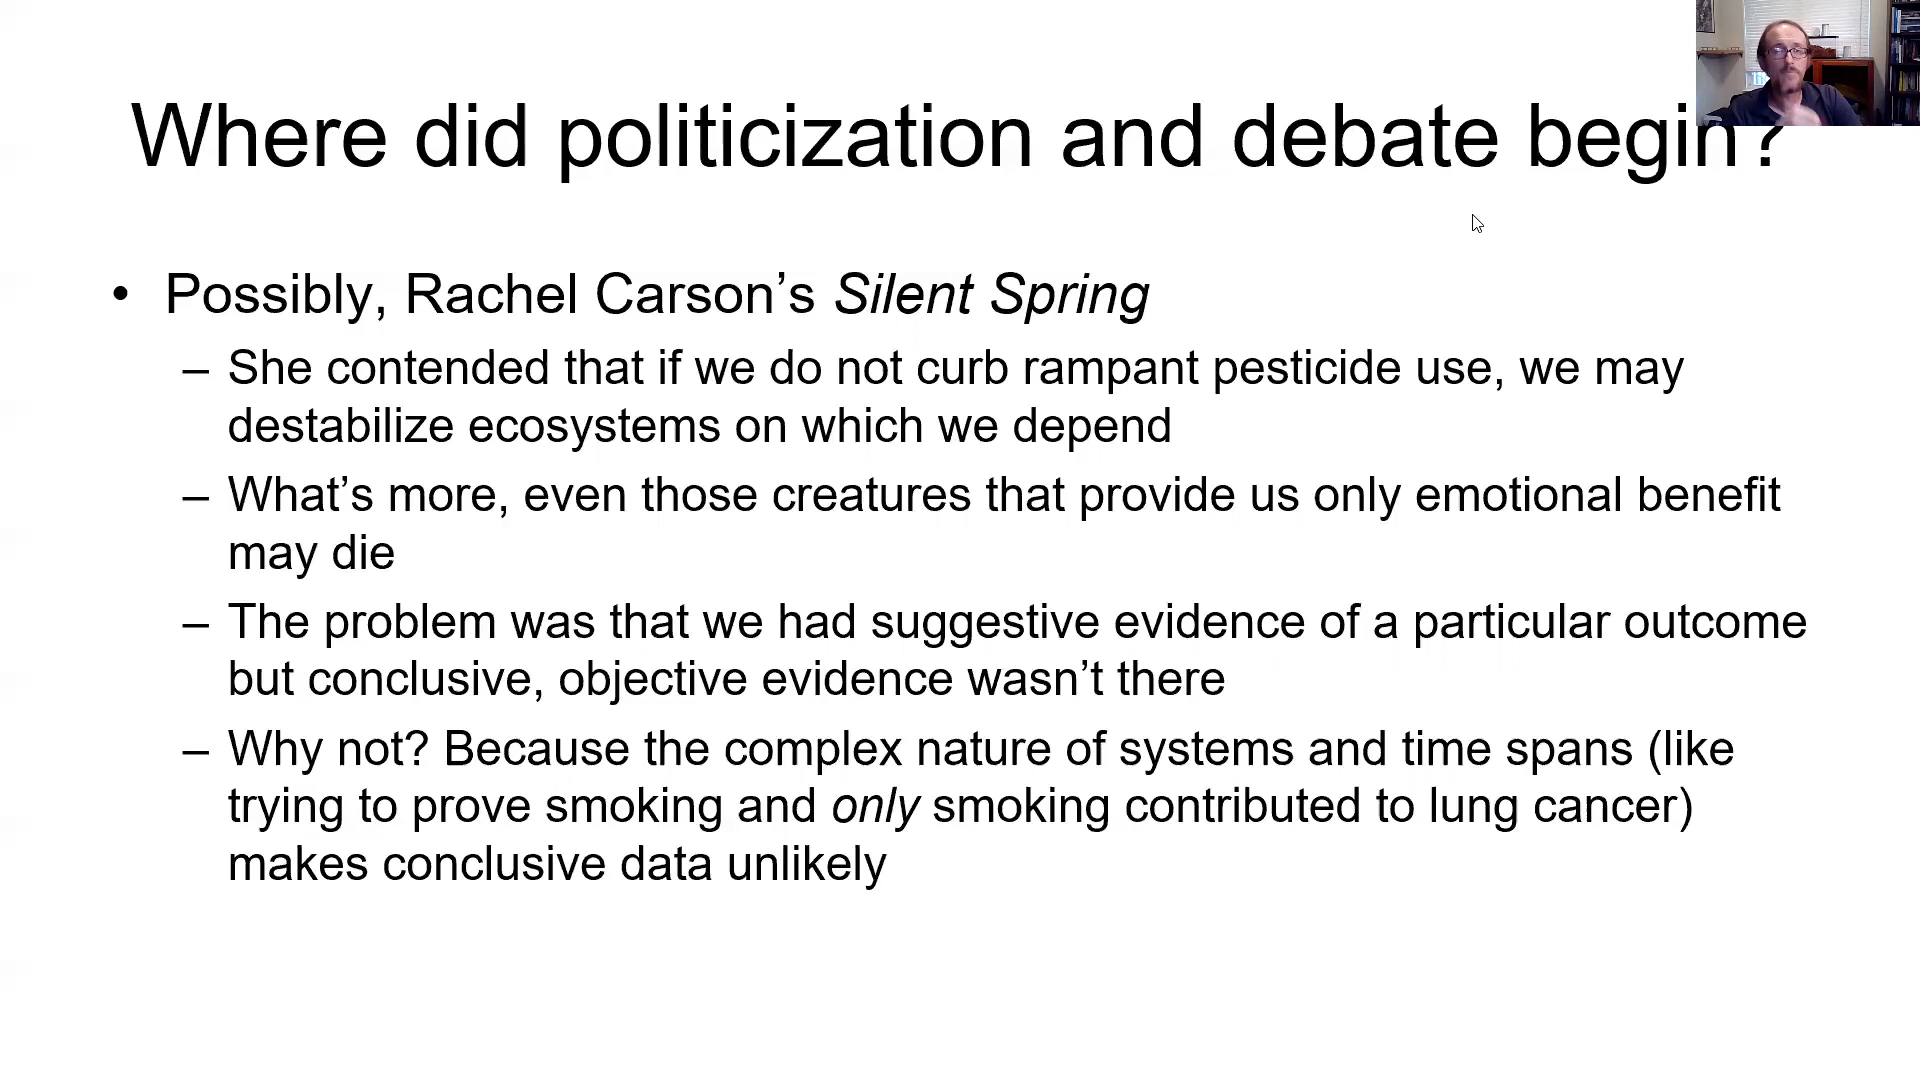 Where did politicization and debate begin?
• Possibly, Rachel Carson’s Silent Spring
– She contended that if we do not curb rampant pesticide use, we may
destabilize ecosystems on which we depend
– What’s more, even those creatures that provide us only emotional benefit
may die
– The problem was that we had suggestive evidence of a particular outcome
but conclusive, objective evidence wasn’t there
– Why not? Because the complex nature of systems and time spans (like
trying to prove smoking and only smoking contributed to lung cancer)
makes conclusive data unlikely